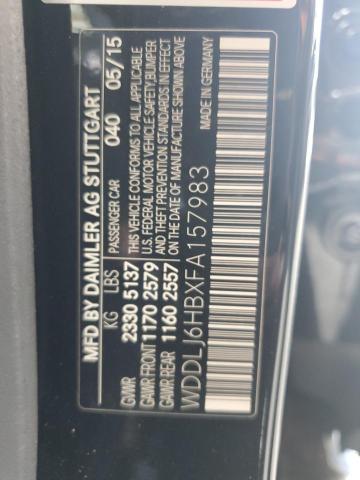 MFD BY DAIMLER AG STUTTGART
PASSENGER CAR 040 05/15
KG LBS
GVWR 2330 5137
GAWR FRONT 1170 2579
GAWR REAR 1160 2557
THIS VEHICLE CONFORMS TO ALL APPLICABLE
U.S. FEDERAL MOTOR VEHICLE SAFETY, BUMPER
AND THEFT PREVENTION STANDARDS IN EFFECT
ON THE DATE OF MANUFACTURE SHOWN ABOVE
MADE IN GERMANY
WDDLJ6HBXFA157983